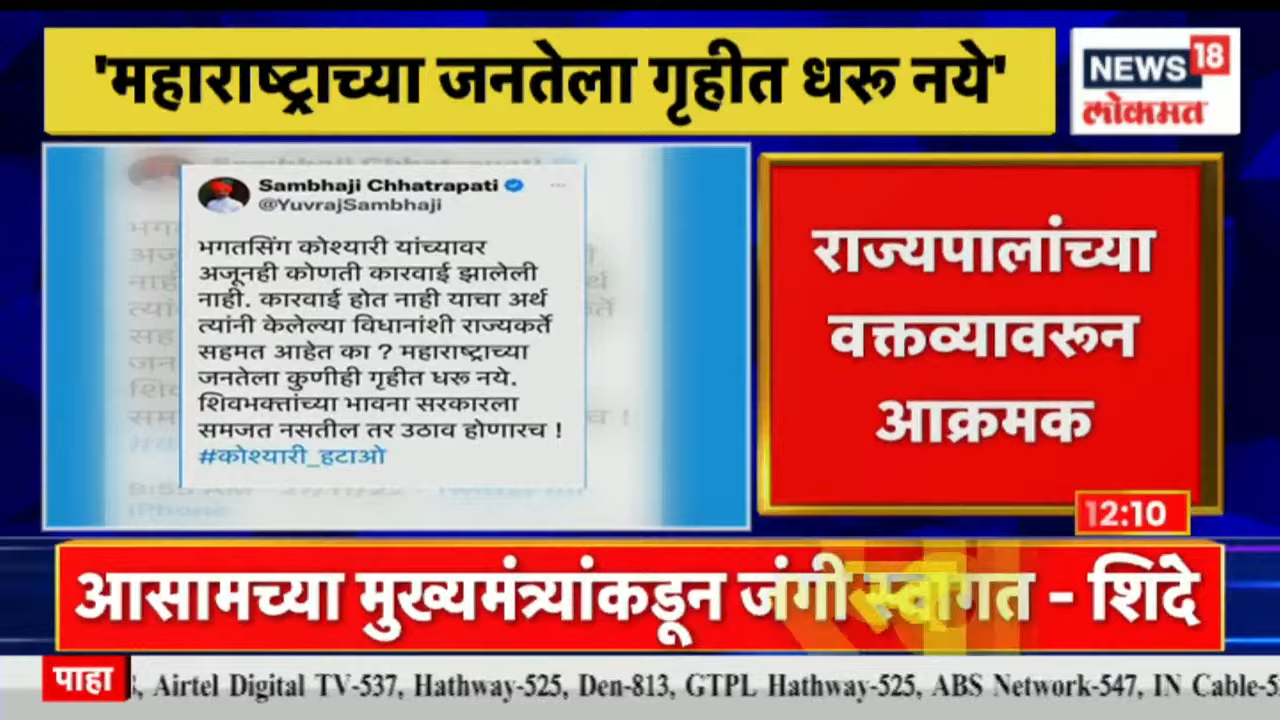 'महाराष्ट्राच्या जनतेला गृहीत धरू नये'
NEWS 18
लोकमत
Sambhaji Chhatrapati
@YuvrajSambhaji
भगतसिंग कोश्यारी यांच्यावर
अजूनही कोणती कारवाई झालेली
नाही. कारवाई होत नाही याचा अर्थ
त्यांनी केलेल्या विधानांशी राज्यकर्ते
सहमत आहेत का ? महाराष्ट्राच्या
जनतेला कुणीही गृहीत धरू नये.
शिवभक्तांच्या भावना सरकारला
समजत नसतील तर उठाव होणारच !
#कोश्यारी_हटाओ
राज्यपालांच्या
वक्तव्यावरून
आक्रमक
12:10
आसामच्या मुख्यमंत्र्यांकडून जंगी स्वागत - शिंदे
पाहा
, Airtel Digital TV-537, Hathway-525, Den-813, GTPL Hathway-525, ABS Network-547, IN Cable-5